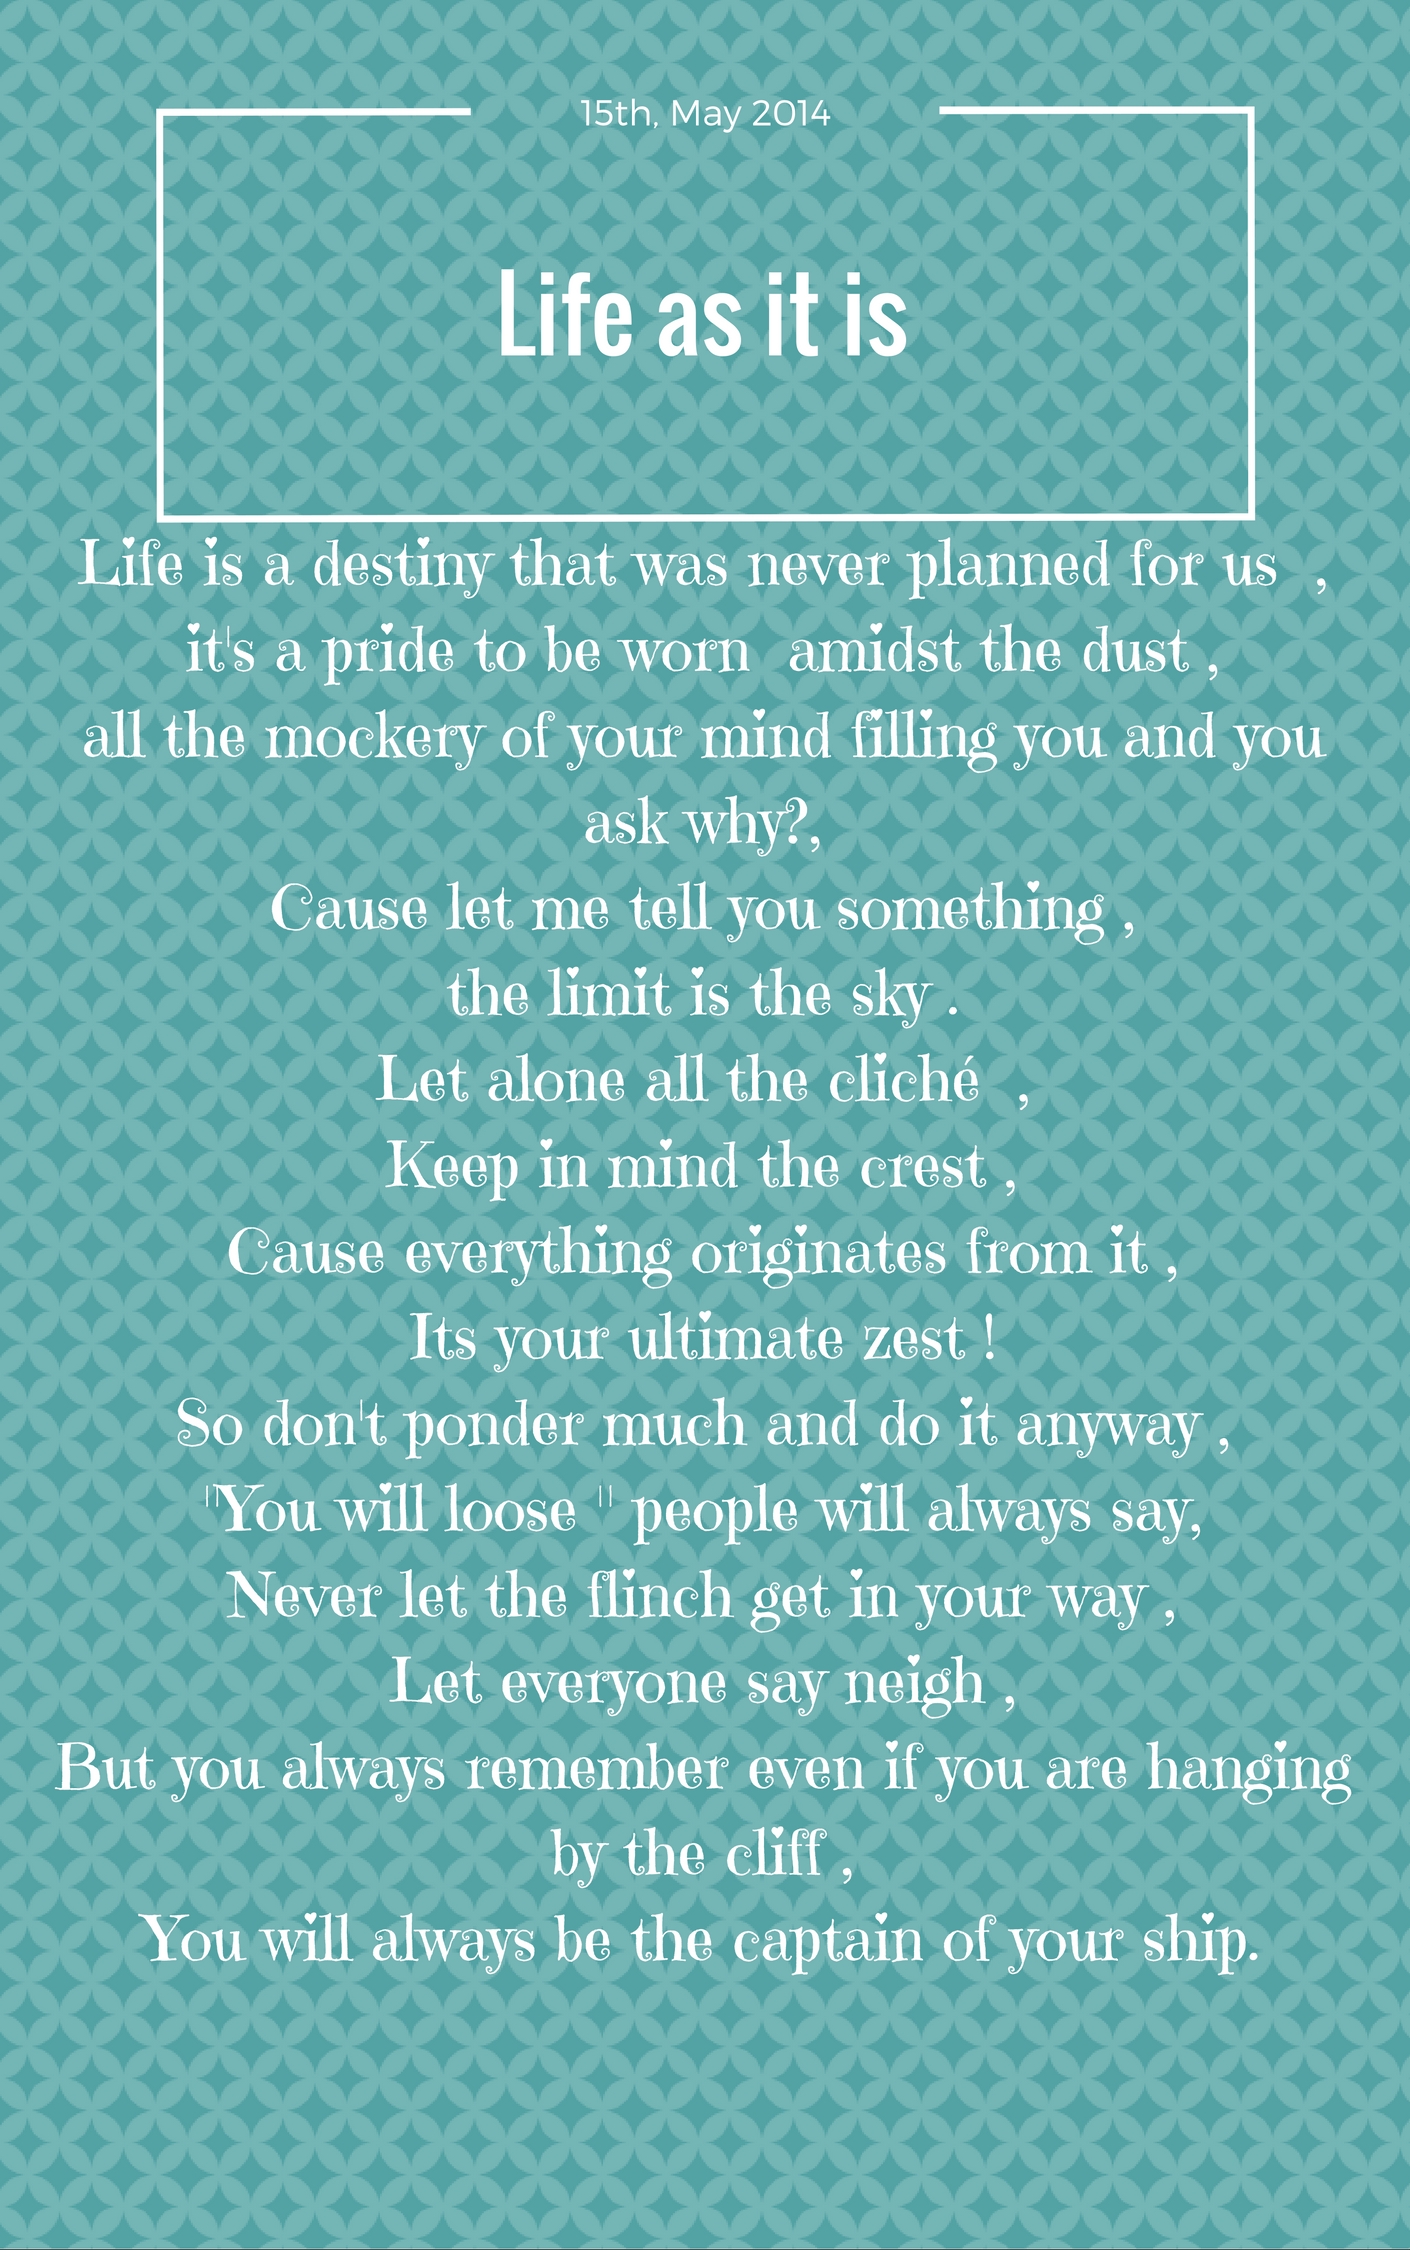 15th, May 2014
Life as it is
Life is a destiny that was never planned for us  ,
it's a pride to be worn  amidst the dust ,
all the mockery of your mind filling you and you
ask why?,
Cause let me tell you something ,
the limit is the sky .
Let alone all the cliché  ,
Keep in mind the crest ,
Cause everything originates from it ,
Its your ultimate zest !
So don't ponder much and do it anyway ,
"You will loose " people will always say,
Never let the flinch get in your way ,
Let everyone say neigh ,
But you always remember even if you are hanging
by the cliff ,
You will always be the captain of your ship.